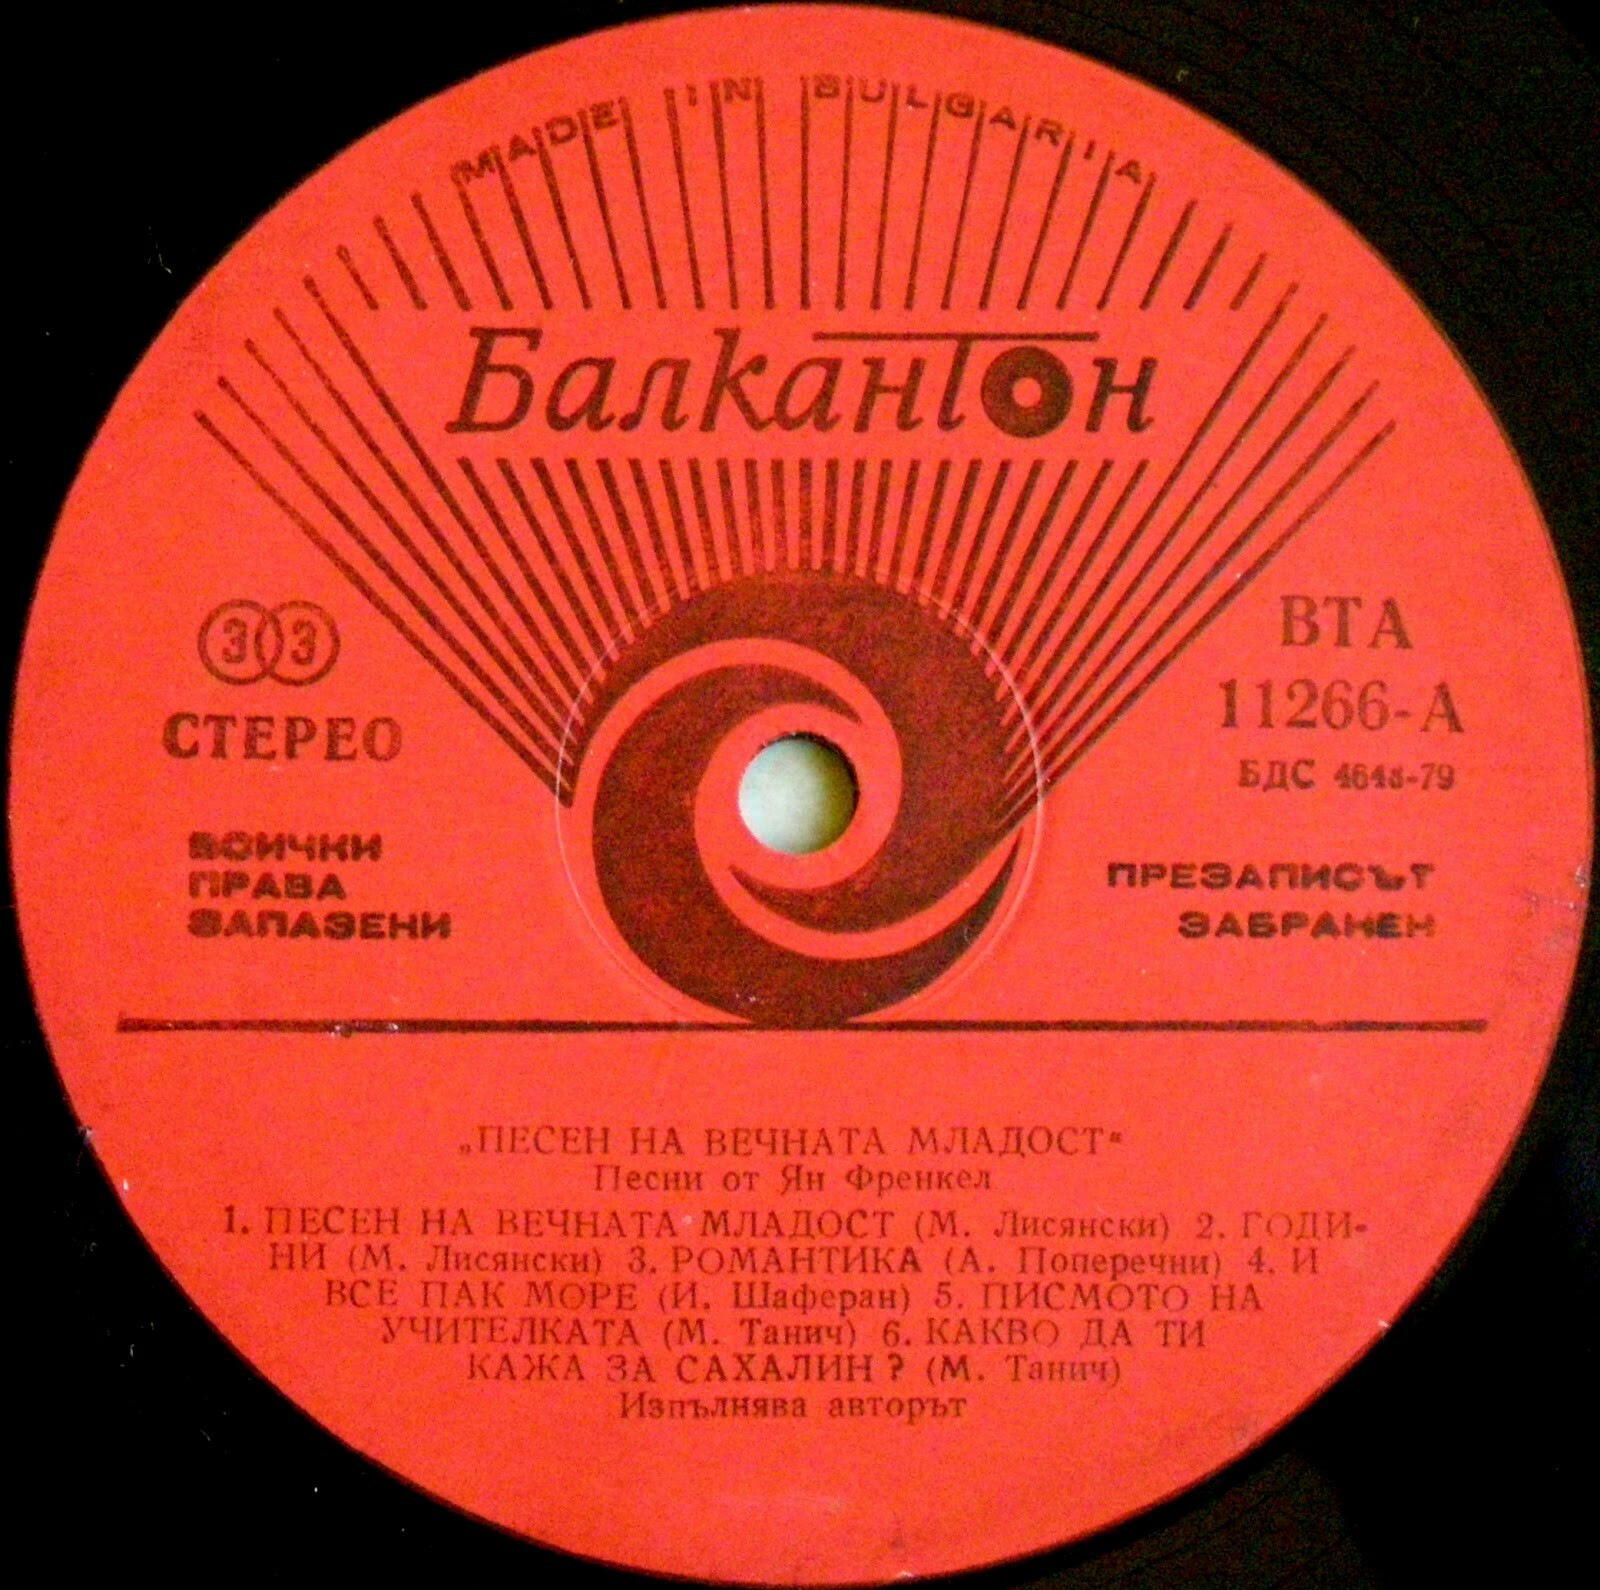 MADE IN BULGARIA
Балкантон
33
СТЕРЕО
ВТА
11266-А
БДС 4648-79
ВСИЧКИ
ПРАВА
ЗАПАЗЕНИ
ПРЕЗАПИСЪТ
ЗАБРАНЕН
„ПЕСЕН НА ВЕЧНАТА МЛАДОСТ“
Песни от Ян Френкел
1. ПЕСЕН НА ВЕЧНАТА МЛАДОСТ (М. Лисянски) 2. ГОДИ-
НИ (М. Лисянски) 3. РОМАНТИКА (А. Поперечни) 4. И
ВСЕ ПАК МОРЕ (И. Шаферан) 5. ПИСМОТО НА
УЧИТЕЛКАТА (М. Танич) 6. КАКВО ДА ТИ
КАЖА ЗА САХАЛИН? (М. Танич)
Изпълнява авторът